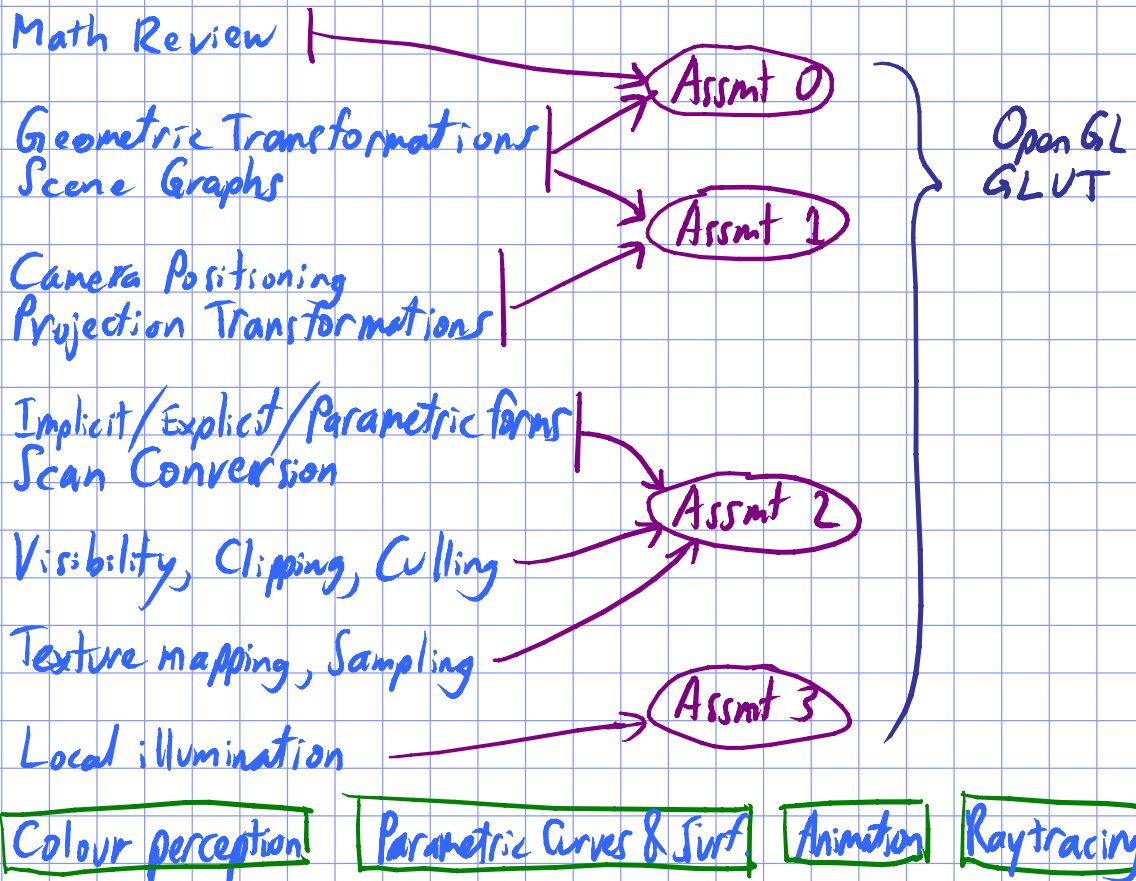 Math Review
Assmt 0
Geometric Transformations
Scene Graphs
OpenGL
GLUT
Assmt 1
Camera Positioning
Projection Transformations
Implicit/Explicit/Parametric forms
Scan Conversion
Assmt 2
Visibility, Clipping, Culling
Texture mapping, Sampling
Assmt 3
Local illumination
Colour perception
Parametric Curves & Surf.
Animation
Raytracing